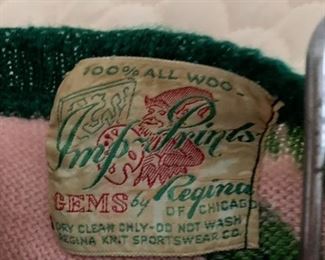 100% ALL WOO-
Imp-Prints
GEMS by Regina
OF CHICAGO
DRY CLEAN ONLY-DO NOT WASH
REGINA KNIT SPORTSWEAR CO.